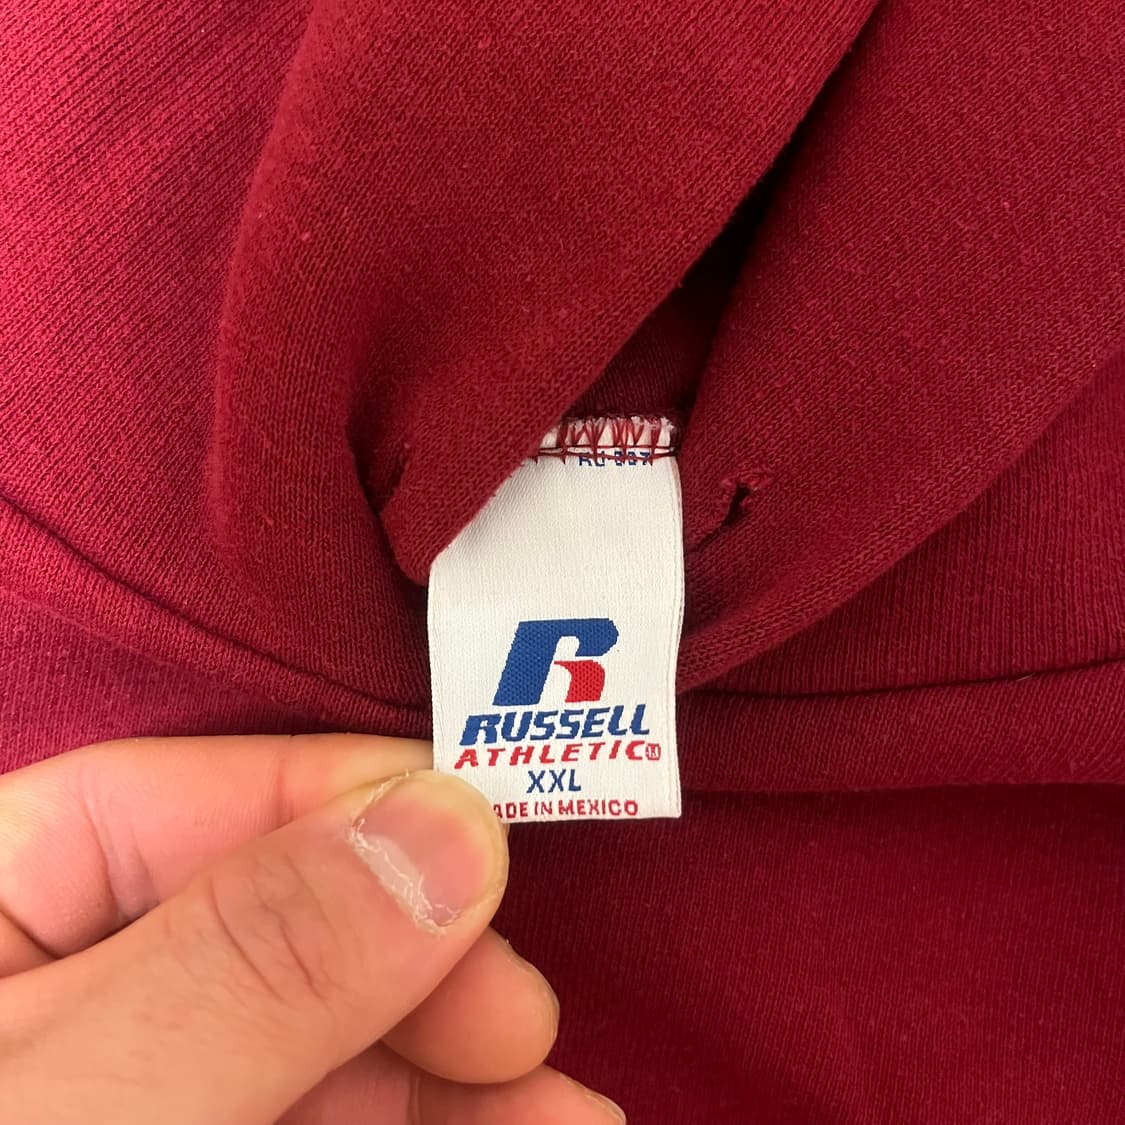 RUSSELL
ATHLETIC
XXL
ADE IN MEXICO